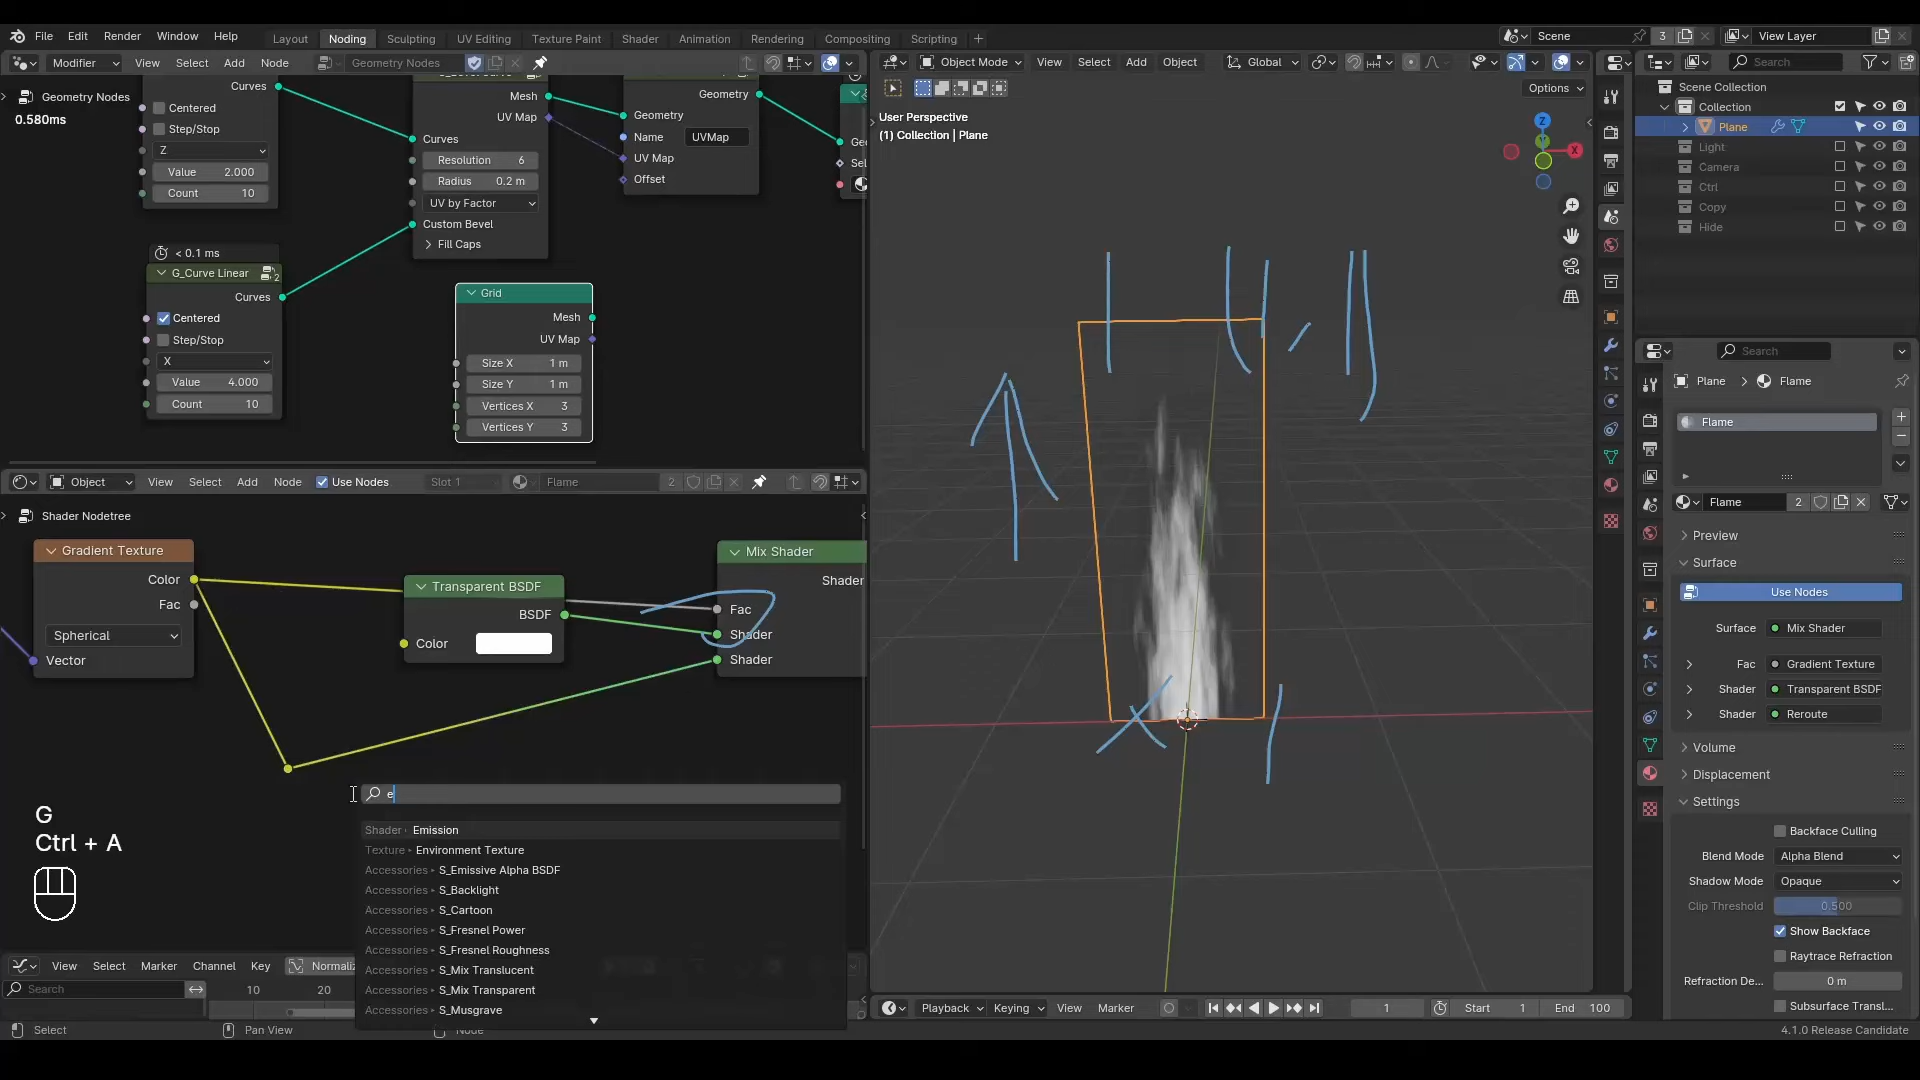 File Edit Render Window Help Layout Noding Sculpting UV Editing Texture Paint Shader Animation Rendering Compositing Scripting + Scene 3 View Layer
Modifier View Select Add Node Geometry Nodes
Object Mode View Select Add Object Global
Search
Options
Geometry Nodes
0.580ms
Curves
Centered
Step/Stop
Z
Value 2.000
Count 10
< 0.1 ms
G_Curve Linear 2
Curves
Centered
Step/Stop
X
Value 4.000
Count 10
Mesh
UV Map
Curves
Resolution 6
Radius 0.2 m
UV by Factor
Custom Bevel
Fill Caps
Grid
Mesh
UV Map
Size X 1 m
Size Y 1 m
Vertices X 3
Vertices Y 3
Geometry
Geometry
Name UVMap
UV Map
Offset
User Perspective
(1) Collection | Plane
Z
Y
X
Scene Collection
Collection
Plane
Light
Camera
Ctrl
Copy
Hide
Object View Select Add Node Use Nodes Slot 1 Flame 2
Shader Nodetree
Gradient Texture
Color
Fac
Spherical
Vector
Transparent BSDF
BSDF
Color
Mix Shader
Shader
Fac
Shader
Shader
G
Ctrl + A
e
Shader Emission
Texture Environment Texture
Accessories S_Emissive Alpha BSDF
Accessories S_Backlight
Accessories S_Cartoon
Accessories S_Fresnel Power
Accessories S_Fresnel Roughness
Accessories S_Mix Translucent
Accessories S_Mix Transparent
Accessories S_Musgrave
View Select Marker Channel Key
Search 10 20
Select Pan View Node
Playback Keying View Marker 1 Start 1 End 100
Search
Plane > Flame
Flame
Flame 2
Preview
Surface
Use Nodes
Surface Mix Shader
Fac Gradient Texture
Shader Transparent BSDF
Shader Reroute
Volume
Displacement
Settings
Backface Culling
Blend Mode Alpha Blend
Shadow Mode Opaque
Clip Threshold 0.500
Show Backface
Raytrace Refraction
Refraction De... 0 m
Subsurface Transl...
4.1.0 Release Candidate